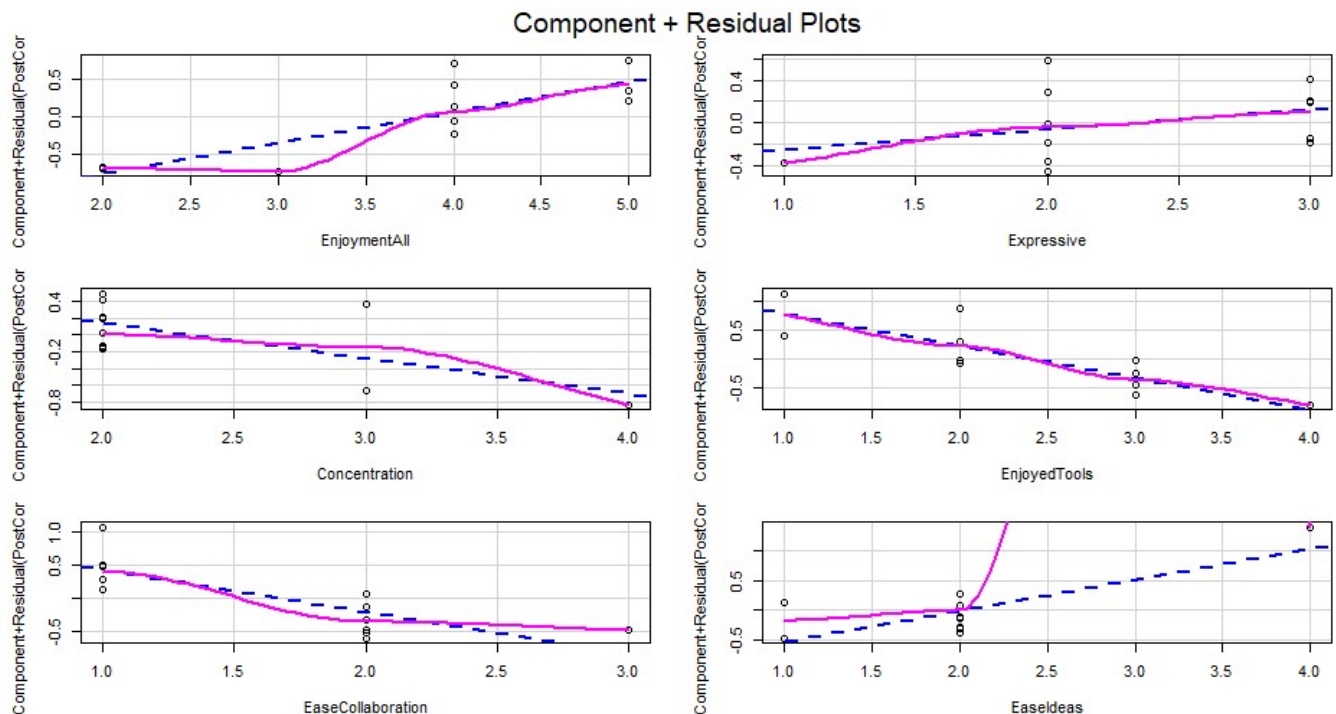 Component + Residual Plots
Component+Residual(PostCor
0.5
0.0
-0.5
2.0 2.5 3.0 3.5 4.0 4.5 5.0
EnjoymentAll
Component+Residual(PostCor
0.4
0.0
-0.4
1.0 1.5 2.0 2.5 3.0
Expressive
Component+Residual(PostCor
0.4
-0.2
-0.8
2.0 2.5 3.0 3.5 4.0
Concentration
Component+Residual(PostCor
0.5
-0.5
1.0 1.5 2.0 2.5 3.0 3.5 4.0
EnjoyedTools
Component+Residual(PostCor
1.0
0.5
-0.5
1.0 1.5 2.0 2.5 3.0
EaseCollaboration
Component+Residual(PostCor
0.5
-0.5
1.0 1.5 2.0 2.5 3.0 3.5 4.0
EaseIdeas